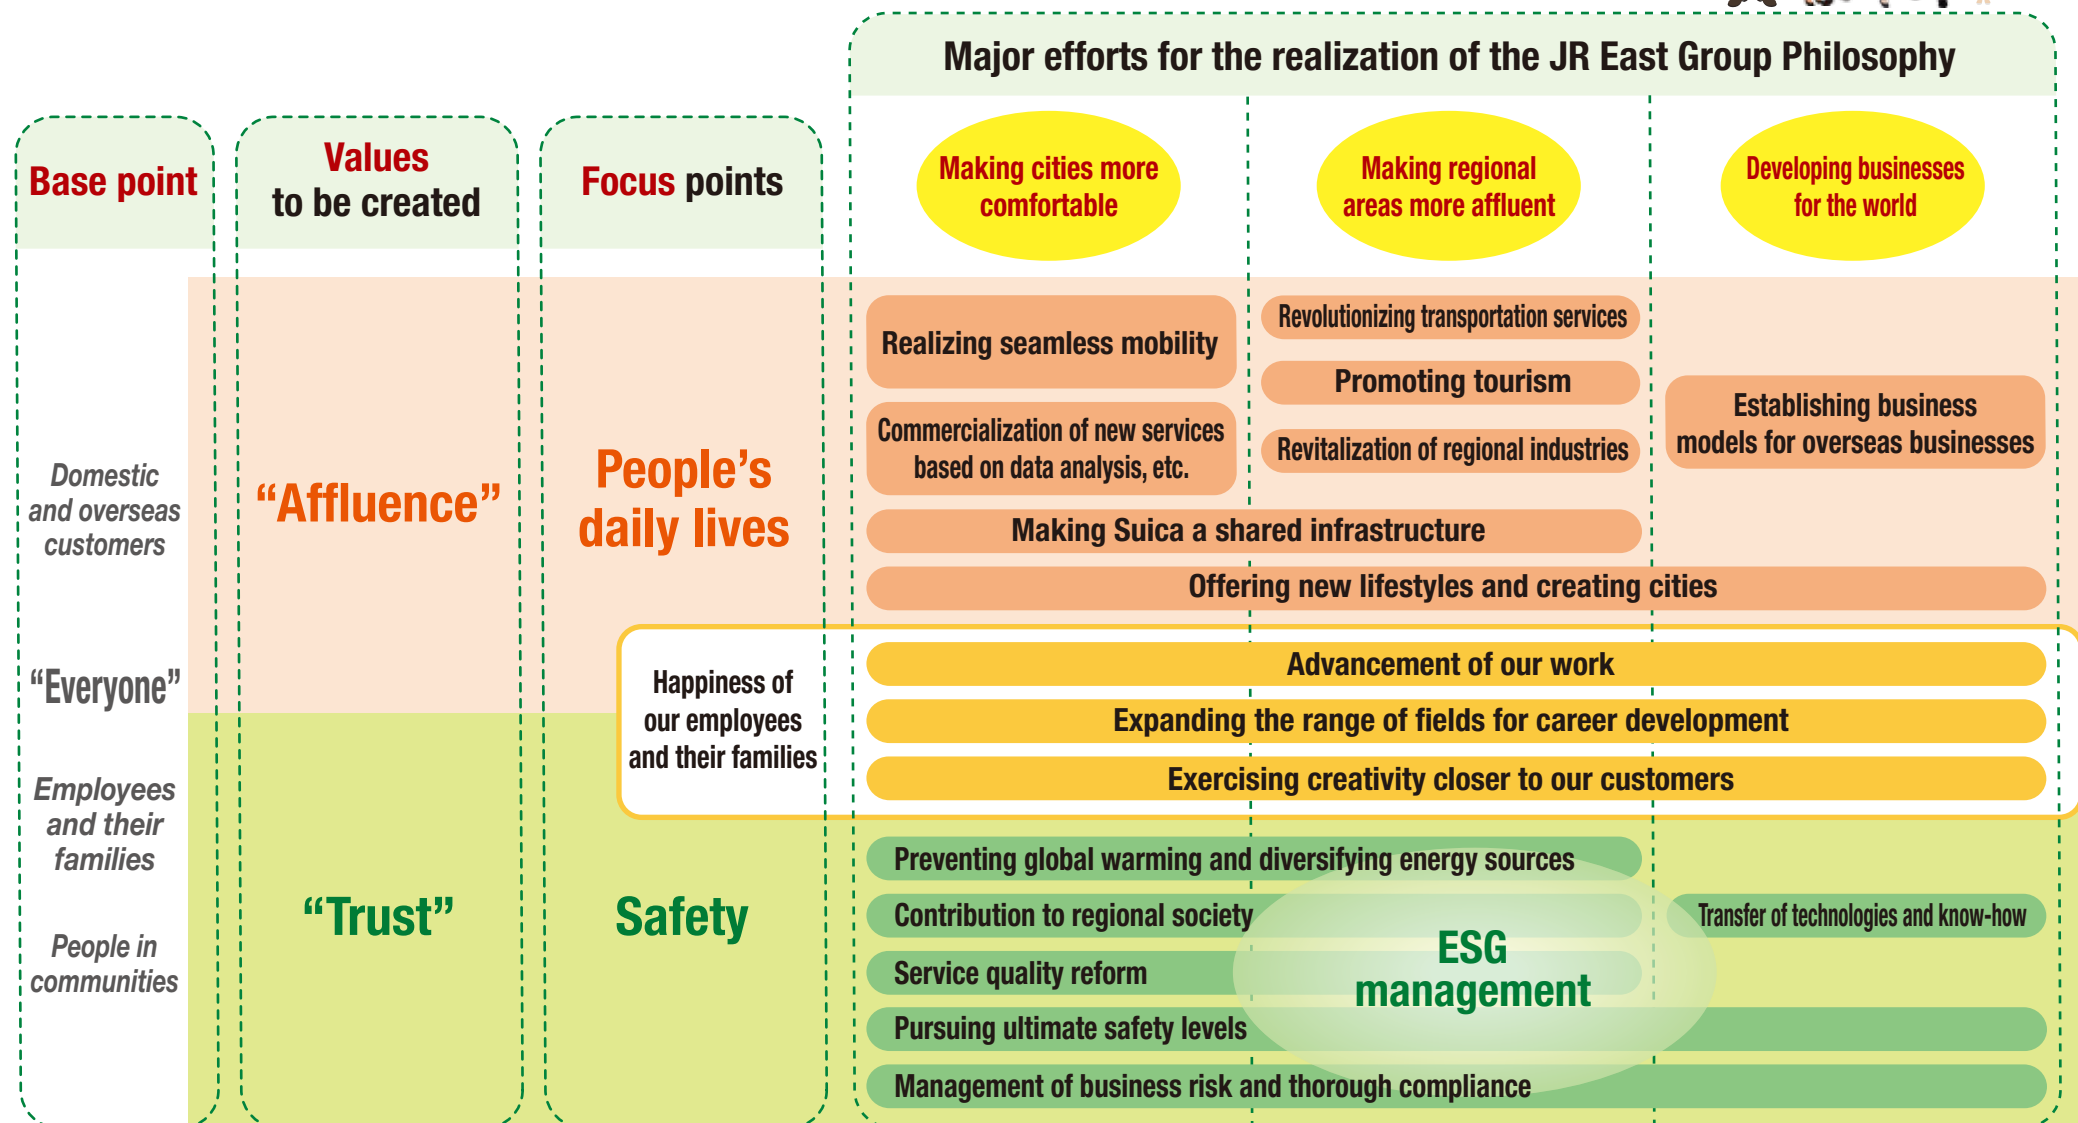 Major efforts for the realization of the JR East Group Philosophy
Base point
Values
to be created
Focus points
Making cities more
comfortable
Making regional
areas more affluent
Developing businesses
for the world
Domestic
and overseas
customers
“Everyone”
Employees
and their
families
People in
communities
“Affluence”
“Trust”
People’s
daily lives
Happiness of
our employees
and their families
Safety
Realizing seamless mobility
Commercialization of new services
based on data analysis, etc.
Revolutionizing transportation services
Promoting tourism
Revitalization of regional industries
Establishing business
models for overseas businesses
Making Suica a shared infrastructure
Offering new lifestyles and creating cities
Advancement of our work
Expanding the range of fields for career development
Exercising creativity closer to our customers
Preventing global warming and diversifying energy sources
Contribution to regional society
Transfer of technologies and know-how
Service quality reform
ESG
management
Pursuing ultimate safety levels
Management of business risk and thorough compliance